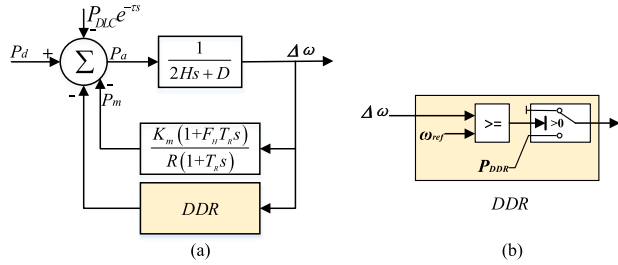 P_DLC e^{-τs}
-
P_d + Σ P_a 1 Δω
2Hs + D
- - P_m
K_m(1+F_H T_R s)
R(1+T_R s)
DDR
(a)
Δω
ω_ref >= >0
P_DDR
DDR
(b)